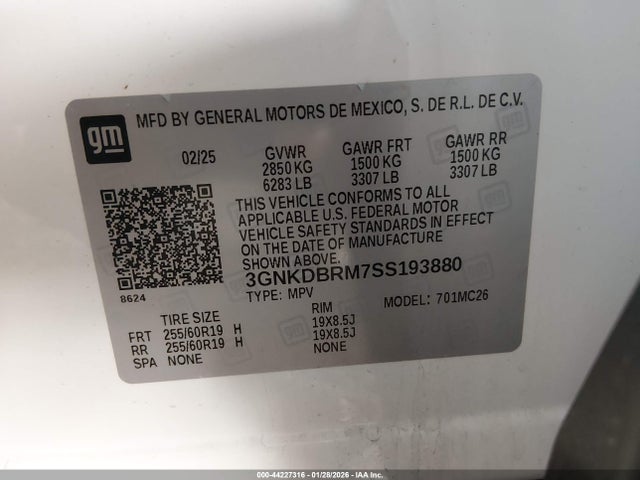 gm
MFD BY GENERAL MOTORS DE MEXICO, S. DE R.L. DE C.V.
02/25 GVWR GAWR FRT GAWR RR
2850 KG 1500 KG 1500 KG
6283 LB 3307 LB 3307 LB
THIS VEHICLE CONFORMS TO ALL
APPLICABLE U.S. FEDERAL MOTOR
VEHICLE SAFETY STANDARDS IN EFFECT
ON THE DATE OF MANUFACTURE
SHOWN ABOVE.
8624
3GNKDBRM7SS193880
TYPE: MPV MODEL: 701MC26
TIRE SIZE RIM
FRT 255/60R19 H 19X8.5J
RR 255/60R19 H 19X8.5J
SPA NONE NONE
000-44227316 | 01/28/2026 - IAAI.COM